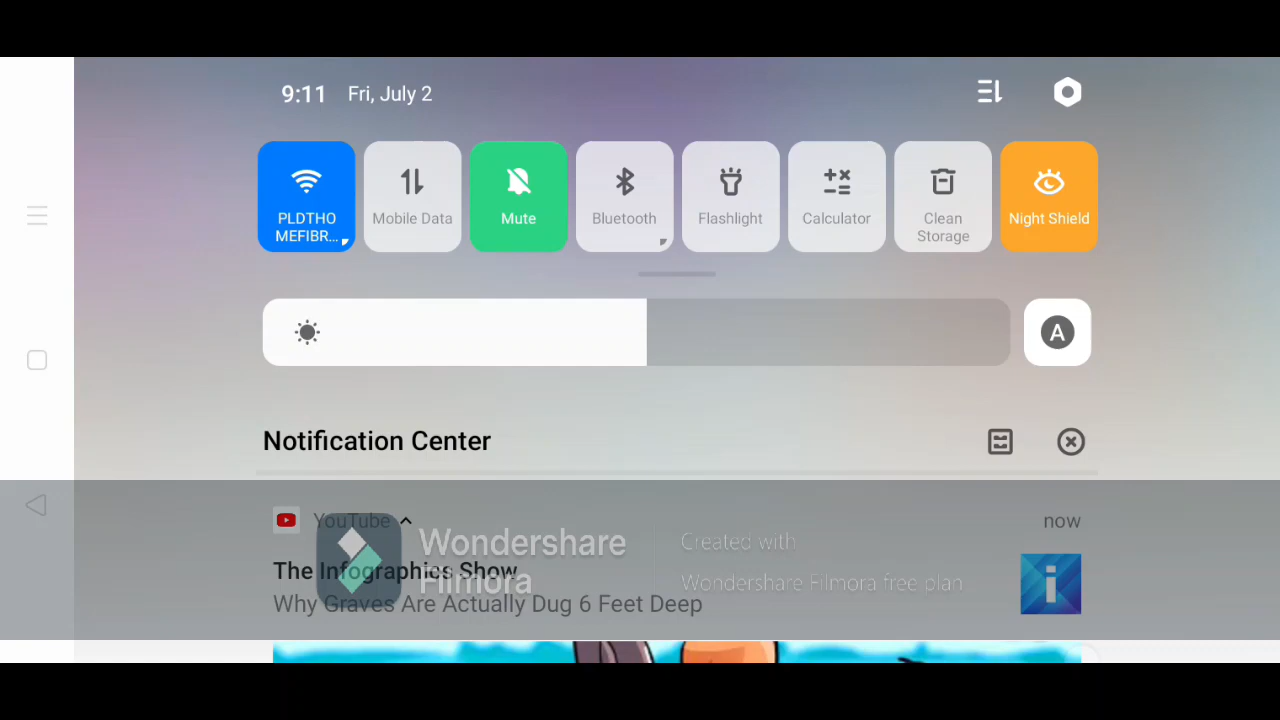 9:11 Fri, July 2
PLDTHO
MEFIBR...
Mobile Data
Mute
Bluetooth
Flashlight
Calculator
Clean
Storage
Night Shield
A
Notification Center
YouTube now
The Infographics Show
Why Graves Are Actually Dug 6 Feet Deep
i
Wondershare
Filmora
Created with
Wondershare Filmora free plan